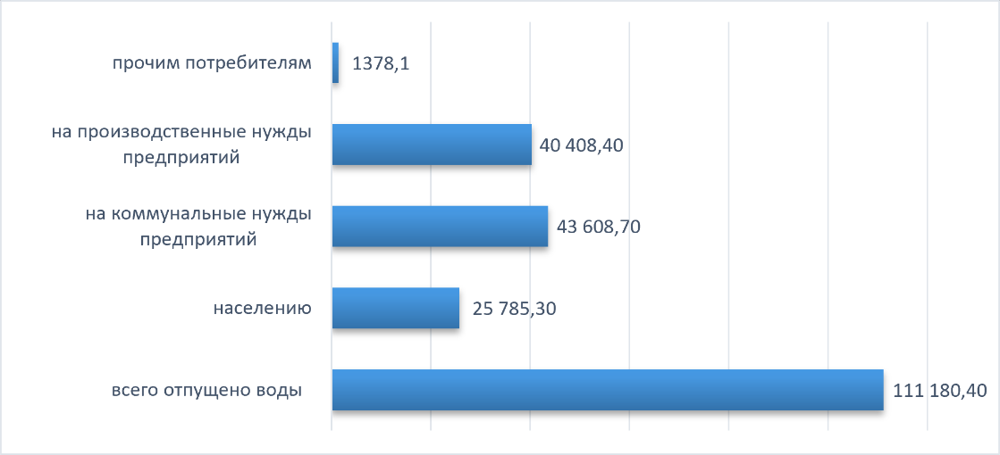 прочим потребителям
1378,1
на производственные нужды
предприятий
40 408,40
на коммунальные нужды
предприятий
43 608,70
населению
25 785,30
всего отпущено воды
111 180,40